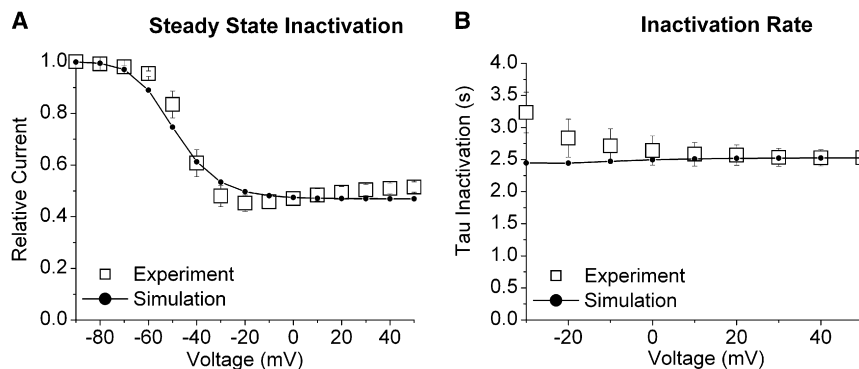 A
Steady State Inactivation
1.0
0.8
0.6
0.4
0.2
0.0
Relative Current
Experiment
Simulation
-80 -60 -40 -20 0 20 40
Voltage (mV)
B
Inactivation Rate
4.0
3.5
3.0
2.5
2.0
1.5
1.0
0.5
0.0
Tau Inactivation (s)
Experiment
Simulation
-20 0 20 40
Voltage (mV)